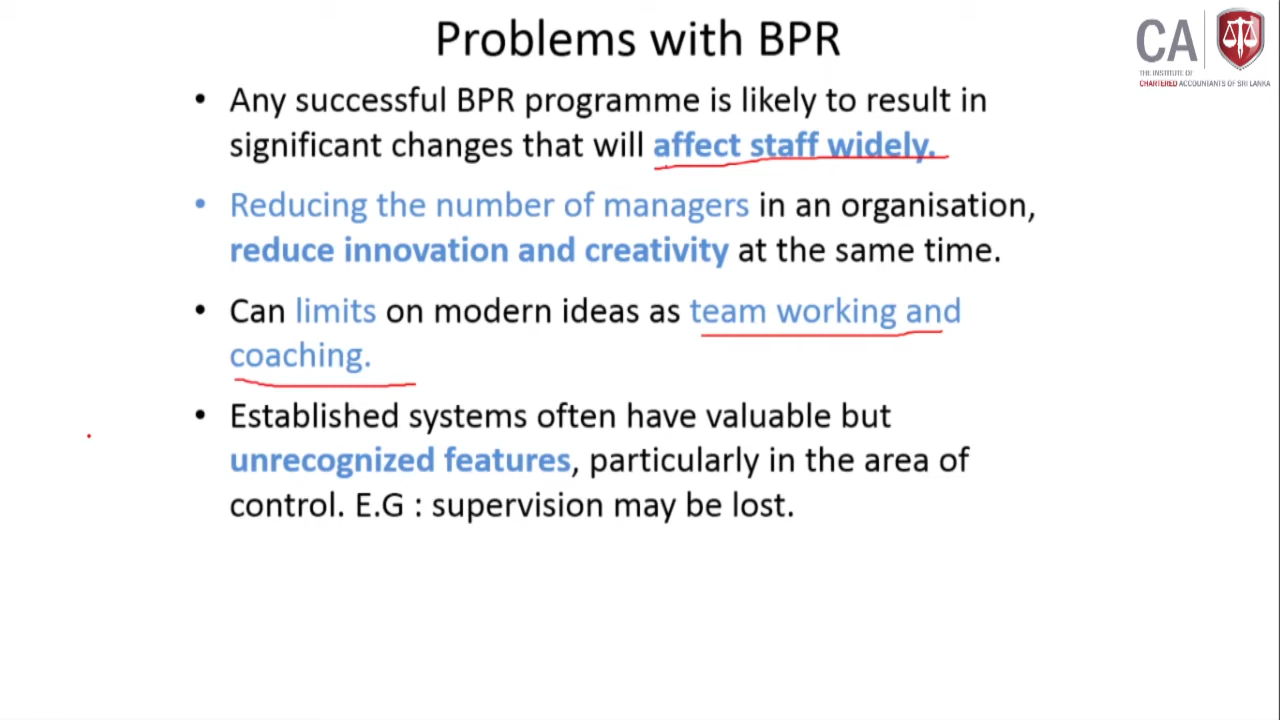 Problems with BPR
CA
THE INSTITUTE OF
CHARTERED ACCOUNTANTS OF SRI LANKA
• Any successful BPR programme is likely to result in
significant changes that will affect staff widely.
• Reducing the number of managers in an organisation,
reduce innovation and creativity at the same time.
• Can limits on modern ideas as team working and
coaching.
• Established systems often have valuable but
unrecognized features, particularly in the area of
control. E.G : supervision may be lost.